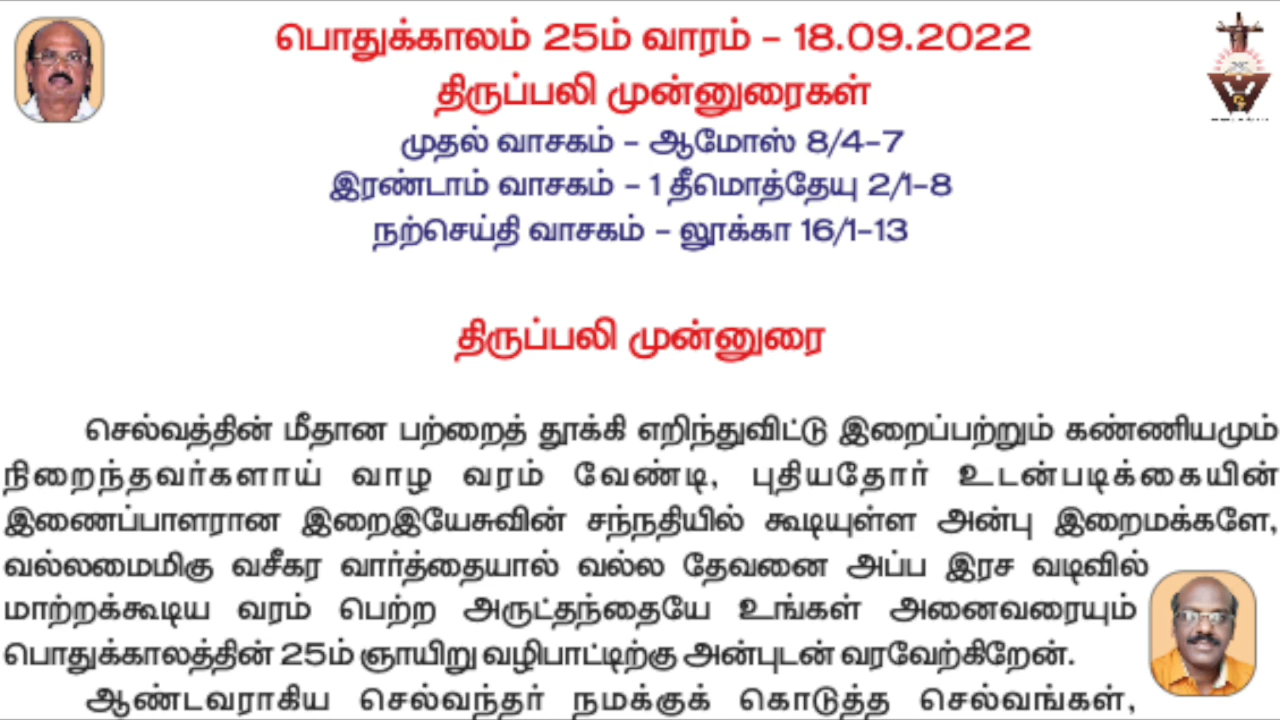 பொதுக்காலம் 25ம் வாரம் - 18.09.2022
திருப்பலி முன்னுரைகள்
முதல் வாசகம் - ஆமோஸ் 8/4-7
இரண்டாம் வாசகம் - 1 தீமொத்தேயு 2/1-8
நற்செய்தி வாசகம் - லூக்கா 16/1-13
திருப்பலி முன்னுரை
செல்வத்தின் மீதான பற்றைத் தூக்கி எறிந்துவிட்டு இறைப்பற்றும் கண்ணியமும்
நிறைந்தவர்களாய் வாழ வரம் வேண்டி, புதியதோர் உடன்படிக்கையின்
இணைப்பாளரான இறைஇயேசுவின் சந்நதியில் கூடியுள்ள அன்பு இறைமக்களே,
வல்லமைமிகு வசீகர வார்த்தையால் வல்ல தேவனை அப்ப இரச வடிவில்
மாற்றக்கூடிய வரம் பெற்ற அருட்தந்தையே உங்கள் அனைவரையும்
பொதுக்காலத்தின் 25ம் ஞாயிறு வழிபாட்டிற்கு அன்புடன் வரவேற்கிறேன்.
ஆண்டவராகிய செல்வந்தர் நமக்குக் கொடுத்த செல்வங்கள்,